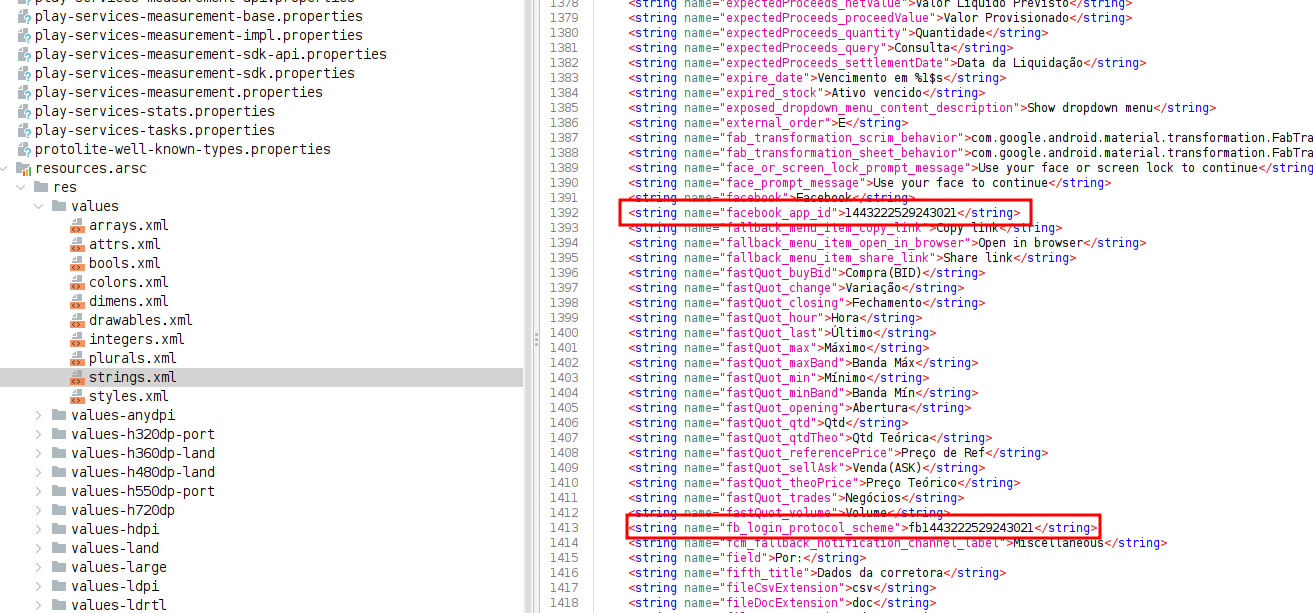 play-services-measurement-api.properties
play-services-measurement-base.properties
play-services-measurement-impl.properties
play-services-measurement-sdk-api.properties
play-services-measurement-sdk.properties
play-services-measurement.properties
play-services-stats.properties
play-services-tasks.properties
protolite-well-known-types.properties
resources.arsc
res
values
arrays.xml
attrs.xml
bools.xml
colors.xml
dimens.xml
drawables.xml
integers.xml
plurals.xml
strings.xml
styles.xml
values-anydpi
values-h320dp-port
values-h360dp-land
values-h480dp-land
values-h550dp-port
values-h720dp
values-hdpi
values-land
values-large
values-ldpi
values-ldrtl
1378 <string name="expectedProceeds_netValue">Valor Líquido Previsto</string>
1379 <string name="expectedProceeds_proceedValue">Valor Provisionado</string>
1380 <string name="expectedProceeds_quantity">Quantidade</string>
1381 <string name="expectedProceeds_query">Consulta</string>
1382 <string name="expectedProceeds_settlementDate">Data da Liquidação</string>
1383 <string name="expire_date">Vencimento em %1$s</string>
1384 <string name="expired_stock">Ativo vencido</string>
1385 <string name="exposed_dropdown_menu_content_description">Show dropdown menu</string>
1386 <string name="external_order">E</string>
1387 <string name="fab_transformation_scrim_behavior">com.google.android.material.transformation.FabTra
1388 <string name="fab_transformation_sheet_behavior">com.google.android.material.transformation.FabTra
1389 <string name="face_or_screen_lock_prompt_message">Use your face or screen lock to continue</string
1390 <string name="face_prompt_message">Use your face to continue</string>
1391 <string name="facebook">Facebook</string>
1392 <string name="facebook_app_id">1443222529243021</string>
1393 <string name="fallback_menu_item_copy_link">Copy link</string>
1394 <string name="fallback_menu_item_open_in_browser">Open in browser</string>
1395 <string name="fallback_menu_item_share_link">Share link</string>
1396 <string name="fastQuot_buyBid">Compra(BID)</string>
1397 <string name="fastQuot_change">Variação</string>
1398 <string name="fastQuot_closing">Fechamento</string>
1399 <string name="fastQuot_hour">Hora</string>
1400 <string name="fastQuot_last">Último</string>
1401 <string name="fastQuot_max">Máximo</string>
1402 <string name="fastQuot_maxBand">Banda Máx</string>
1403 <string name="fastQuot_min">Mínimo</string>
1404 <string name="fastQuot_minBand">Banda Mín</string>
1405 <string name="fastQuot_opening">Abertura</string>
1406 <string name="fastQuot_qtd">Qtd</string>
1407 <string name="fastQuot_qtdTheo">Qtd Teórica</string>
1408 <string name="fastQuot_referencePrice">Preço de Ref</string>
1409 <string name="fastQuot_sellAsk">Venda(ASK)</string>
1410 <string name="fastQuot_theoPrice">Preço Teórico</string>
1411 <string name="fastQuot_trades">Negócios</string>
1412 <string name="fastQuot_volume">Volume</string>
1413 <string name="fb_login_protocol_scheme">fb1443222529243021</string>
1414 <string name="fcm_fallback_notification_channel_label">Miscellaneous</string>
1415 <string name="field">Por:</string>
1416 <string name="fifth_title">Dados da corretora</string>
1417 <string name="fileCsvExtension">csv</string>
1418 <string name="fileDocExtension">doc</string>